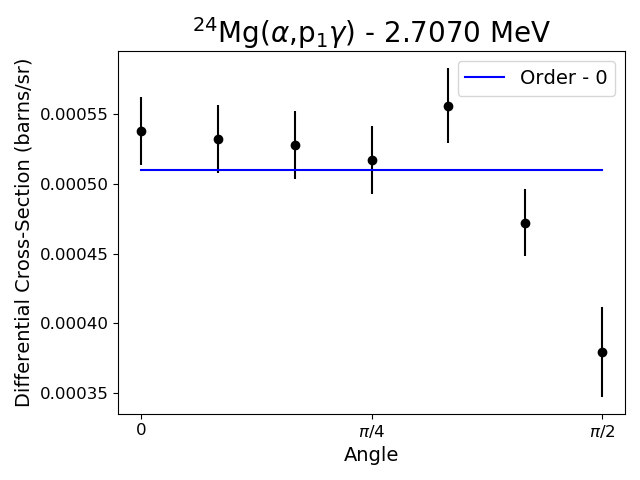 ²⁴Mg(α,p₁γ) - 2.7070 MeV
Order - 0
Differential Cross-Section (barns/sr)
0.00055
0.00050
0.00045
0.00040
0.00035
0
π/4
π/2
Angle